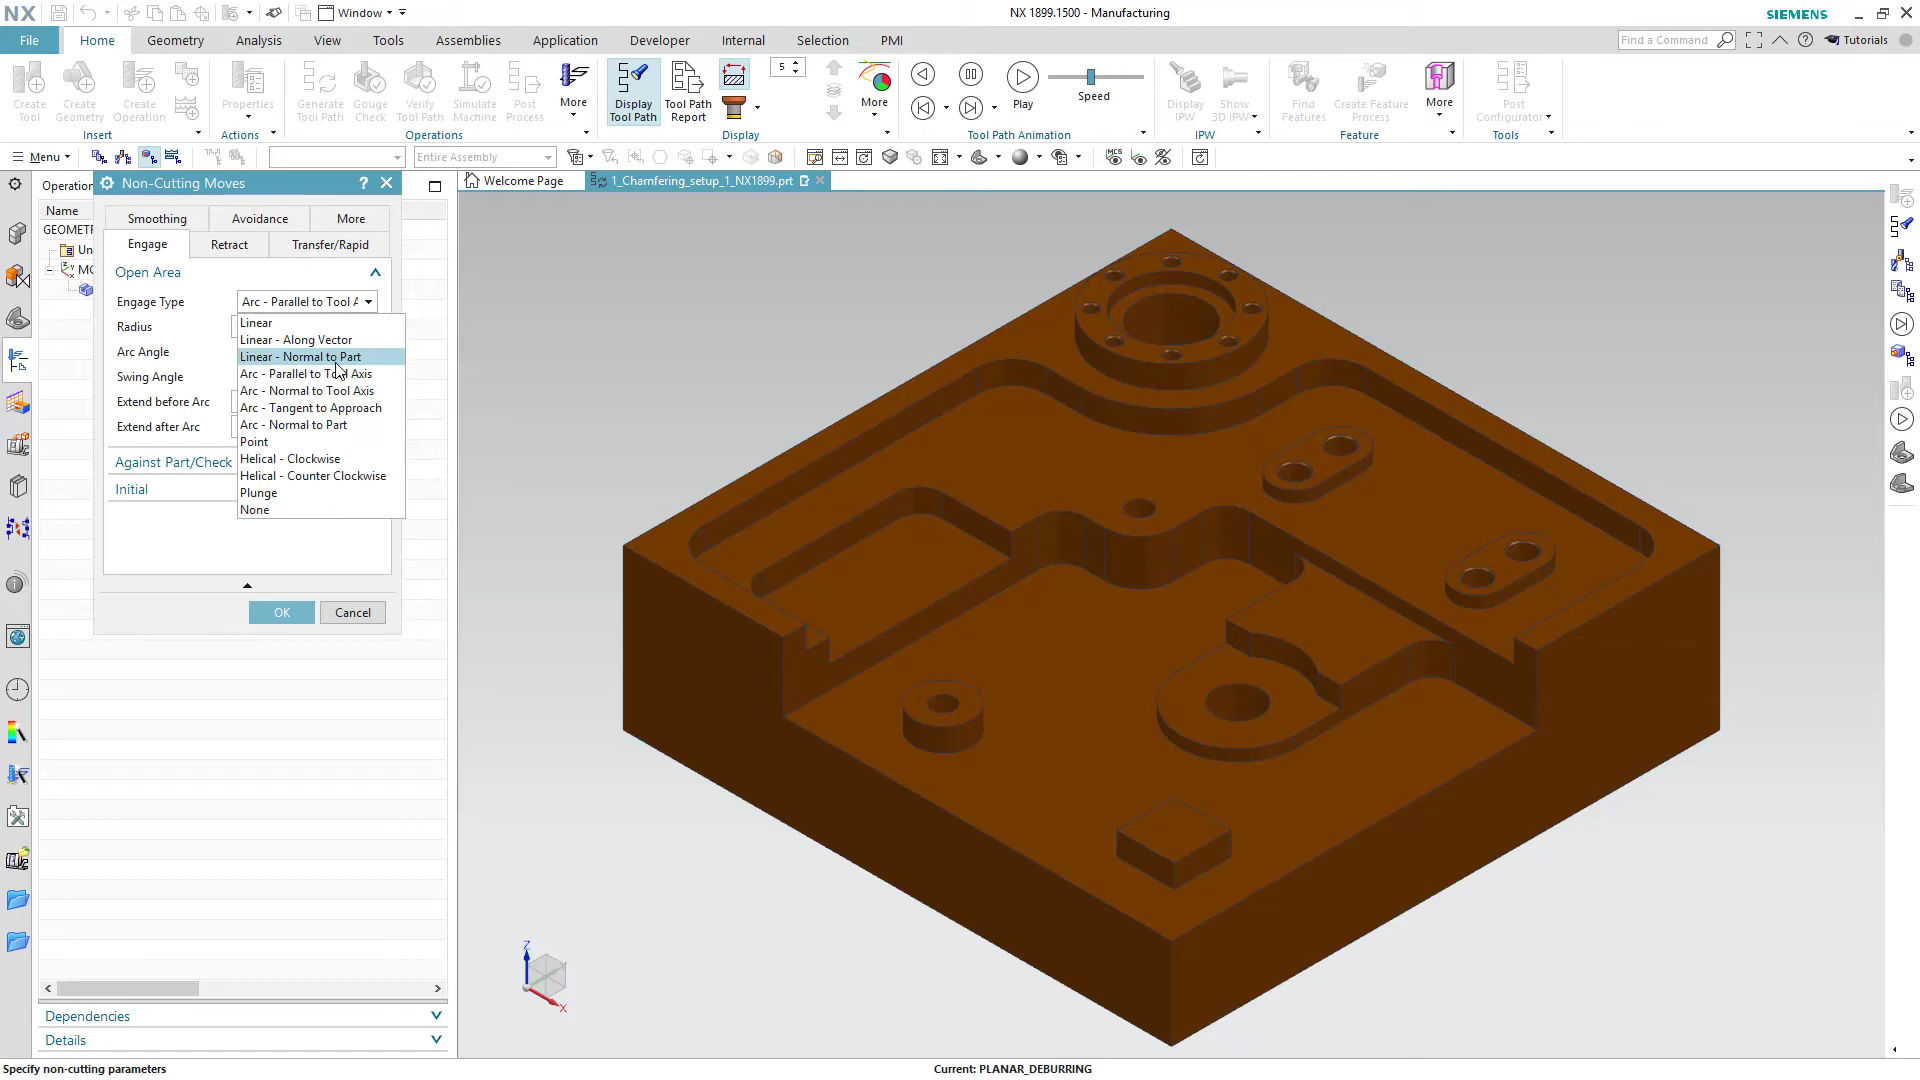 NX
Window
NX 1899.1500 - Manufacturing
SIEMENS
File
Home
Geometry
Analysis
View
Tools
Assemblies
Application
Developer
Internal
Selection
PMI
Find a Command
Tutorials
Create Tool
Create Geometry
Create Operation
Properties
Generate Tool Path
Gouge Check
Verify Tool Path
Simulate Machine
Post Process
More
Display Tool Path
Tool Path Report
5
More
Play
Speed
Display IPW
Show 3D IPW
Find Features
Create Feature Process
More
Post Configurator
Insert
Actions
Operations
Display
Tool Path Animation
IPW
Feature
Tools
Menu
Entire Assembly
MCS
Operation
Non-Cutting Moves
?
Welcome Page
1_Chamfering_setup_1_NX1899.prt
Name
GEOMETR
Un
MC
Smoothing
Avoidance
More
Engage
Retract
Transfer/Rapid
Open Area
Engage Type
Arc - Parallel to Tool A
Radius
Arc Angle
Swing Angle
Extend before Arc
Extend after Arc
Linear
Linear - Along Vector
Linear - Normal to Part
Arc - Parallel to Tool Axis
Arc - Normal to Tool Axis
Arc - Tangent to Approach
Arc - Normal to Part
Point
Helical - Clockwise
Helical - Counter Clockwise
Plunge
None
Against Part/Check
Initial
OK
Cancel
Z
X
Dependencies
Details
Specify non-cutting parameters
Current: PLANAR_DEBURRING